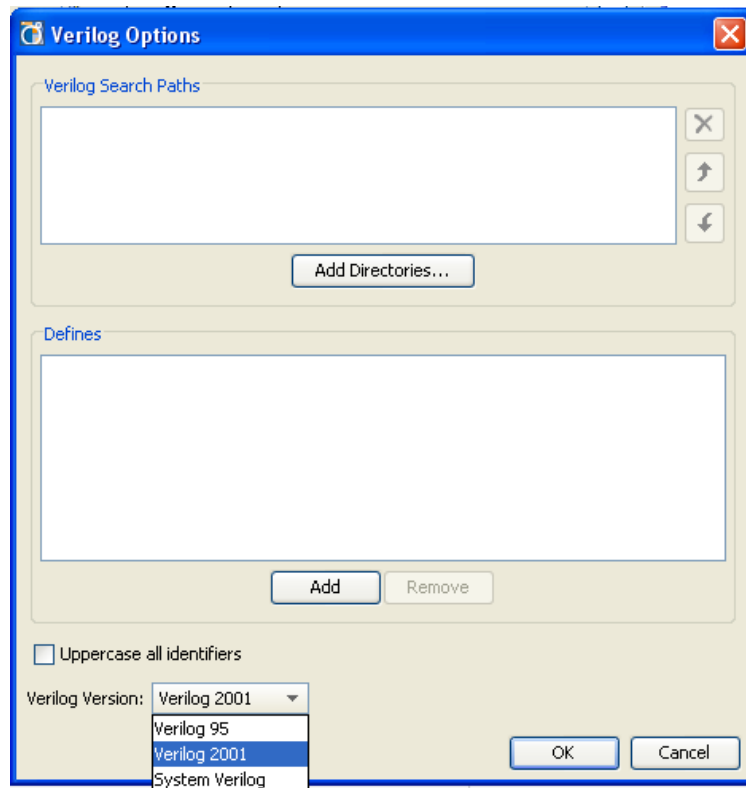 Verilog Options
Verilog Search Paths
Add Directories...
Defines
Add Remove
Uppercase all identifiers
Verilog Version: Verilog 2001
Verilog 95
Verilog 2001
System Verilog
OK Cancel